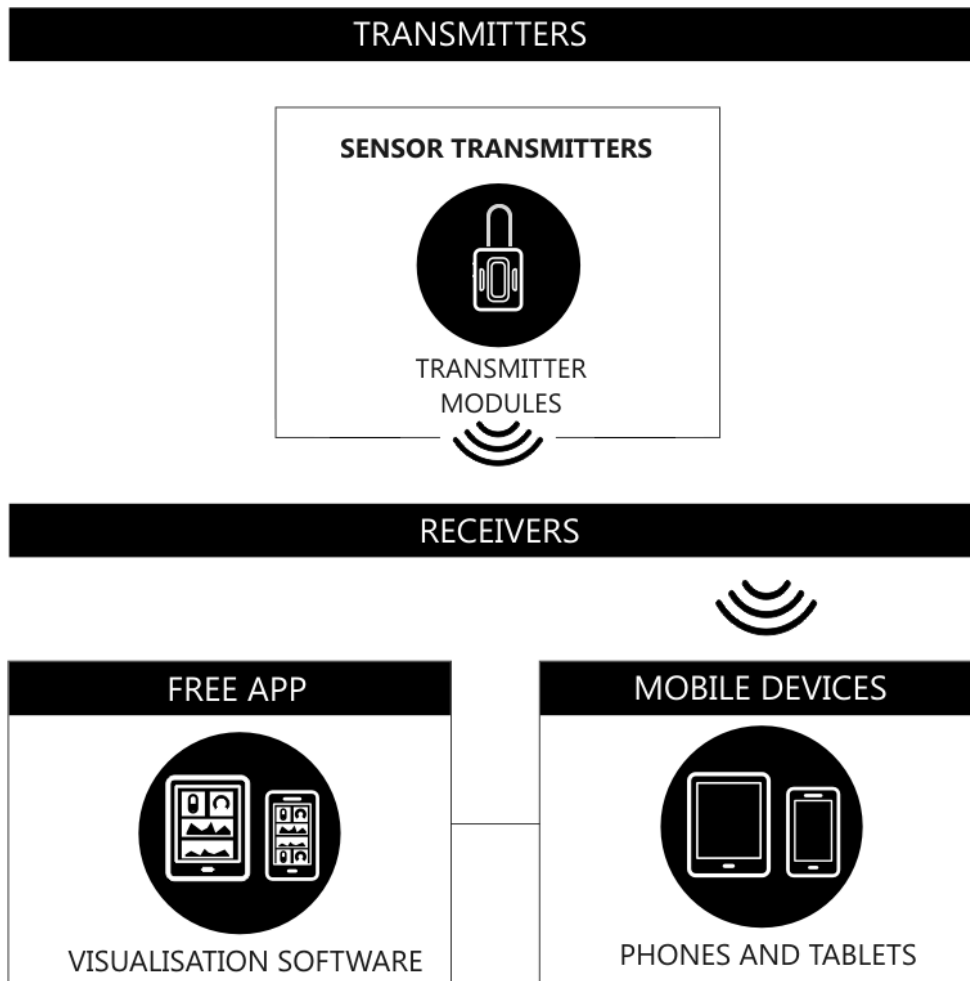 TRANSMITTERS
SENSOR TRANSMITTERS
TRANSMITTER
MODULES
RECEIVERS
FREE APP
VISUALISATION SOFTWARE
MOBILE DEVICES
PHONES AND TABLETS